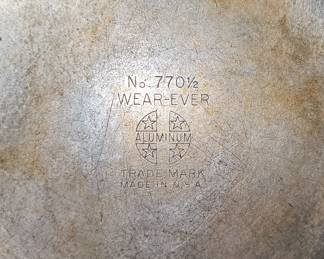 No. 770½
WEAR-EVER
ALUMINUM
TRADE MARK
MADE IN U.S.A.